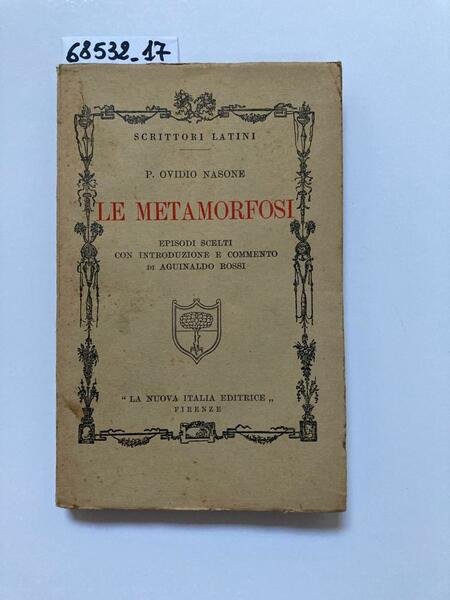 68532_17
SCRITTORI LATINI
P. OVIDIO NASONE
LE METAMORFOSI
EPISODI SCELTI
CON INTRODUZIONE E COMMENTO
DI AGUINALDO ROSSI
" LA NUOVA ITALIA EDITRICE „
FIRENZE